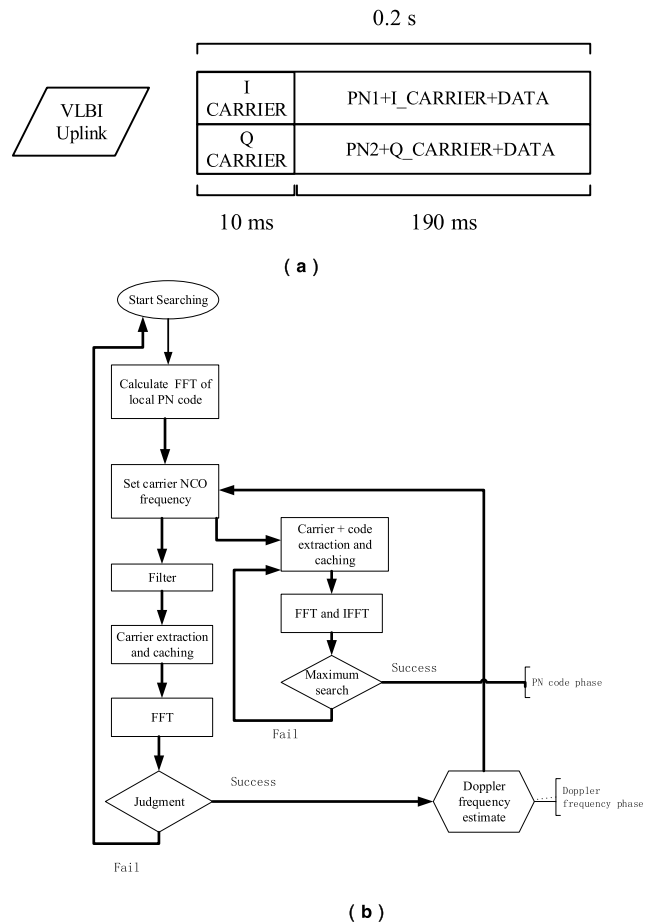 0.2 s
VLBI
Uplink
I
CARRIER
PN1+I_CARRIER+DATA
Q
CARRIER
PN2+Q_CARRIER+DATA
10 ms
190 ms
( a )
Start Searching
Calculate FFT of
local PN code
Set carrier NCO
frequency
Carrier + code
extraction and
caching
Filter
FFT and IFFT
Carrier extraction
and caching
Maximum
search
Success
PN code phase
Fail
FFT
Judgment
Success
Doppler
frequency
estimate
Doppler
frequency phase
Fail
( b )